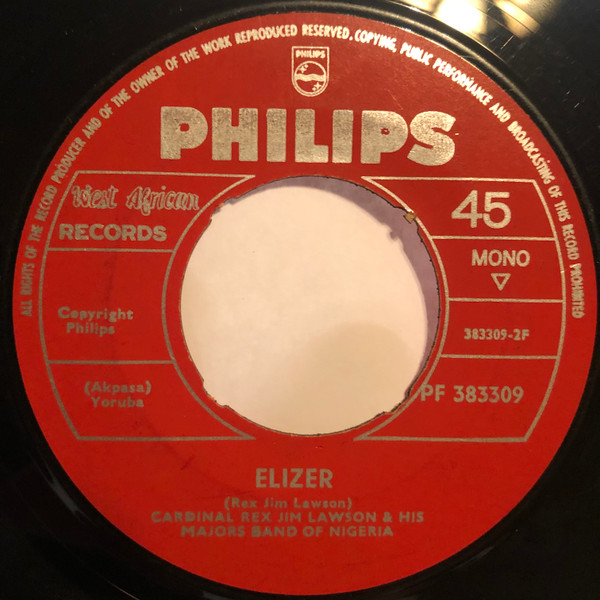 ALL RIGHTS OF THE RECORD PRODUCER AND OF THE OWNER OF THE WORK REPRODUCED RESERVED. COPYING, PUBLIC PERFORMANCE AND BROADCASTING OF THIS RECORD PROHIBITED
PHILIPS
PHILIPS
West African
RECORDS
45
MONO
Copyright
Philips
383309-2F
(Akpasa)
Yoruba
PF 383309
ELIZER
(Rex Jim Lawson)
CARDINAL REX JIM LAWSON & HIS
MAJORS BAND OF NIGERIA